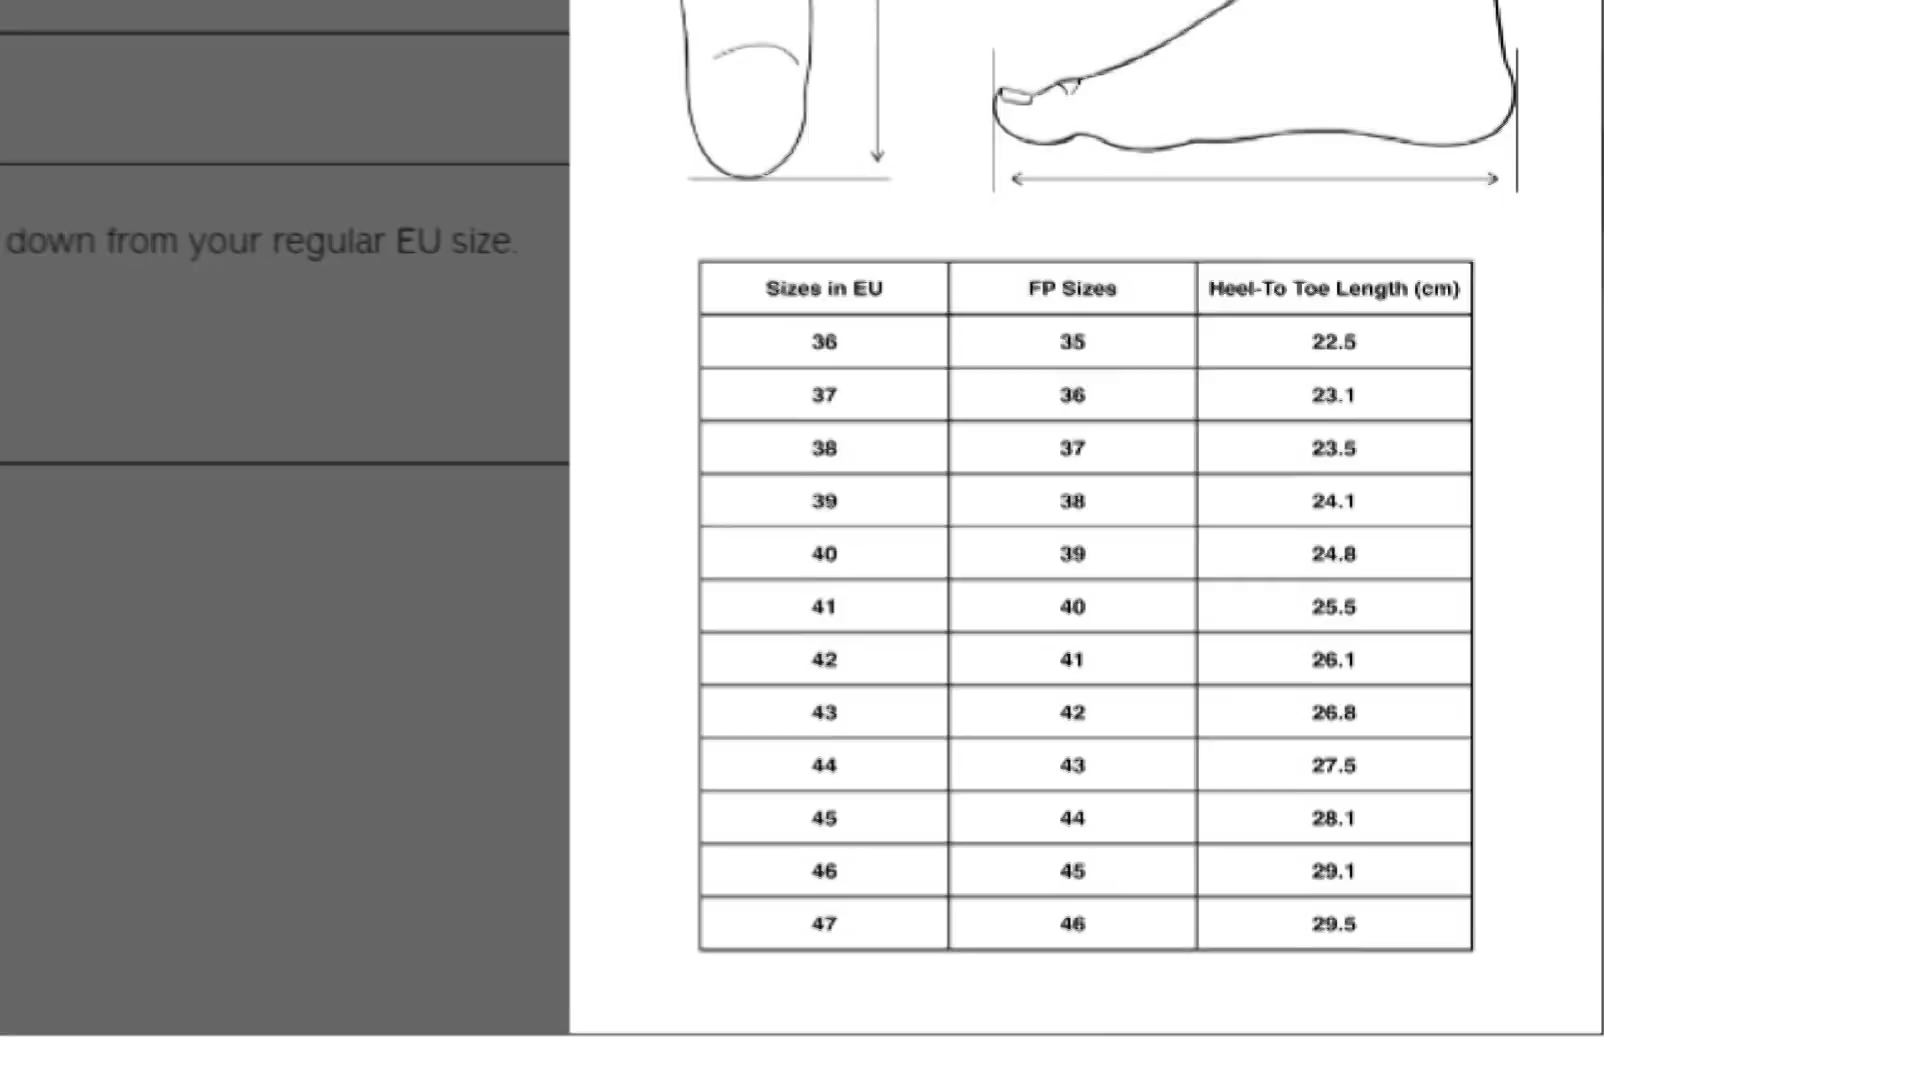 down from your regular EU size.
Sizes in EU FP Sizes Heel-To Toe Length (cm)
36 35 22.5
37 36 23.1
38 37 23.5
39 38 24.1
40 39 24.8
41 40 25.5
42 41 26.1
43 42 26.8
44 43 27.5
45 44 28.1
46 45 29.1
47 46 29.5